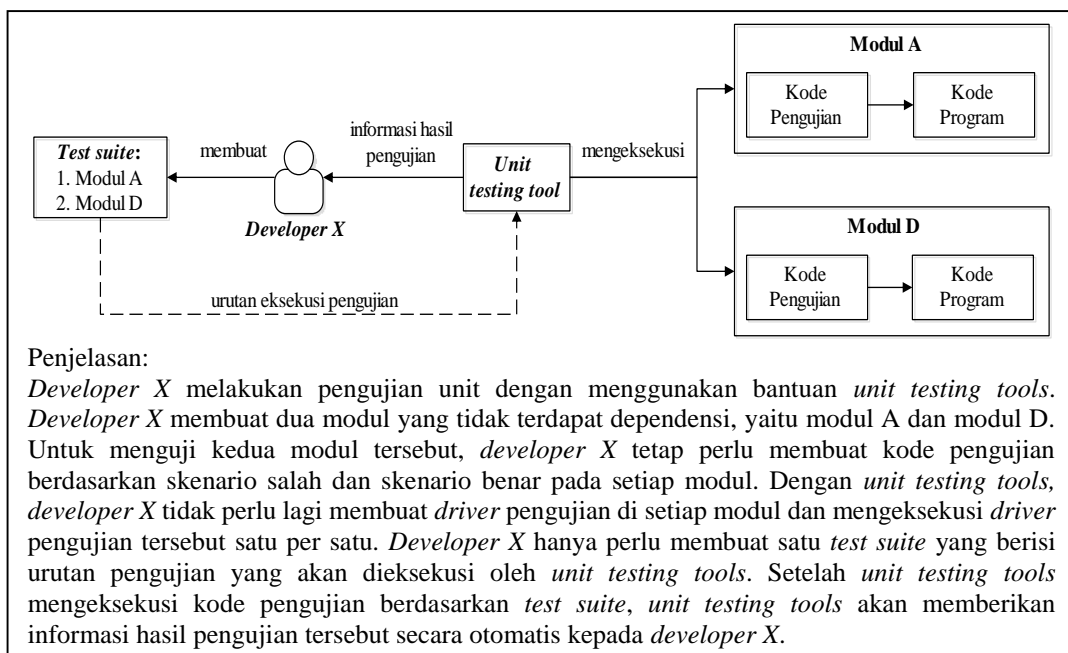 Modul A
Kode
Pengujian
Kode
Program
informasi hasil
pengujian
membuat
mengeksekusi
Test suite:
1. Modul A
2. Modul D
Unit
testing tool
Developer X
Modul D
Kode
Pengujian
Kode
Program
urutan eksekusi pengujian
Penjelasan:
Developer X melakukan pengujian unit dengan menggunakan bantuan unit testing tools.
Developer X membuat dua modul yang tidak terdapat dependensi, yaitu modul A dan modul D.
Untuk menguji kedua modul tersebut, developer X tetap perlu membuat kode pengujian
berdasarkan skenario salah dan skenario benar pada setiap modul. Dengan unit testing tools,
developer X tidak perlu lagi membuat driver pengujian di setiap modul dan mengeksekusi driver
pengujian tersebut satu per satu. Developer X hanya perlu membuat satu test suite yang berisi
urutan pengujian yang akan dieksekusi oleh unit testing tools. Setelah unit testing tools
mengeksekusi kode pengujian berdasarkan test suite, unit testing tools akan memberikan
informasi hasil pengujian tersebut secara otomatis kepada developer X.